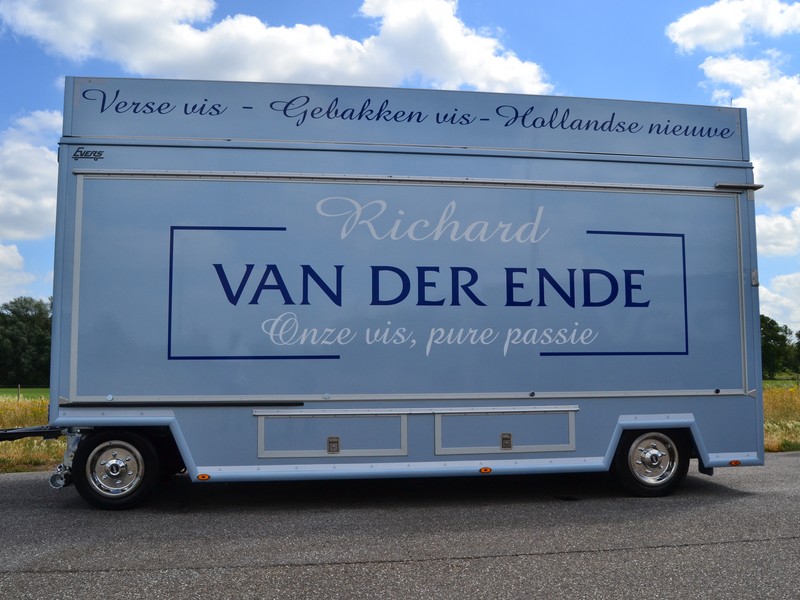 Verse vis - Gebakken vis - Hollandse nieuwe
EVERS
Richard
VAN DER ENDE
Onze vis, pure passie